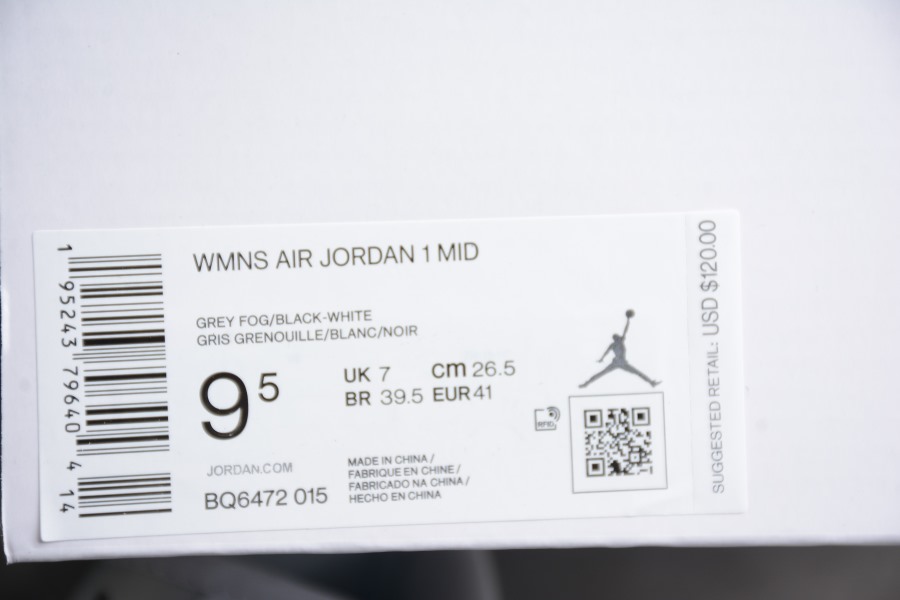 WMNS AIR JORDAN 1 MID
GREY FOG/BLACK-WHITE
GRIS GRENOUILLE/BLANC/NOIR
9 5
UK 7 cm 26.5
BR 39.5 EUR 41
RFID
JORDAN.COM
BQ6472 015
MADE IN CHINA /
FABRIQUE EN CHINE /
FABRICADO NA CHINA /
HECHO EN CHINA
1 95243 79640 4 14
SUGGESTED RETAIL: USD $120.00